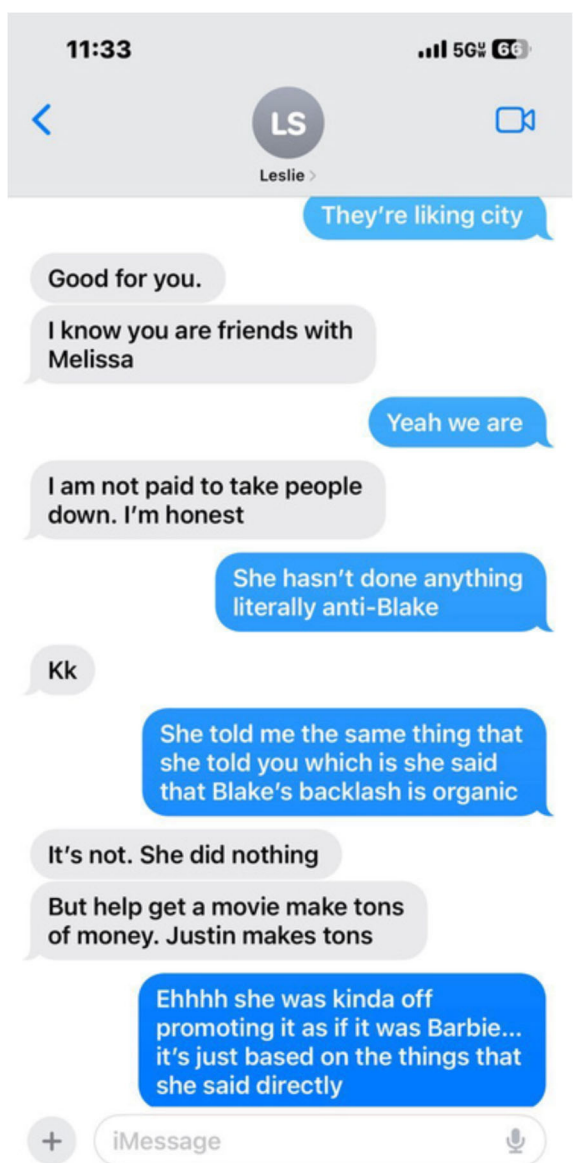 11:33
5G UW 66
LS
Leslie
They're liking city
Good for you.
I know you are friends with
Melissa
Yeah we are
I am not paid to take people
down. I'm honest
She hasn't done anything
literally anti-Blake
Kk
She told me the same thing that
she told you which is she said
that Blake's backlash is organic
It's not. She did nothing
But help get a movie make tons
of money. Justin makes tons
Ehhhh she was kinda off
promoting it as if it was Barbie...
it's just based on the things that
she said directly
iMessage